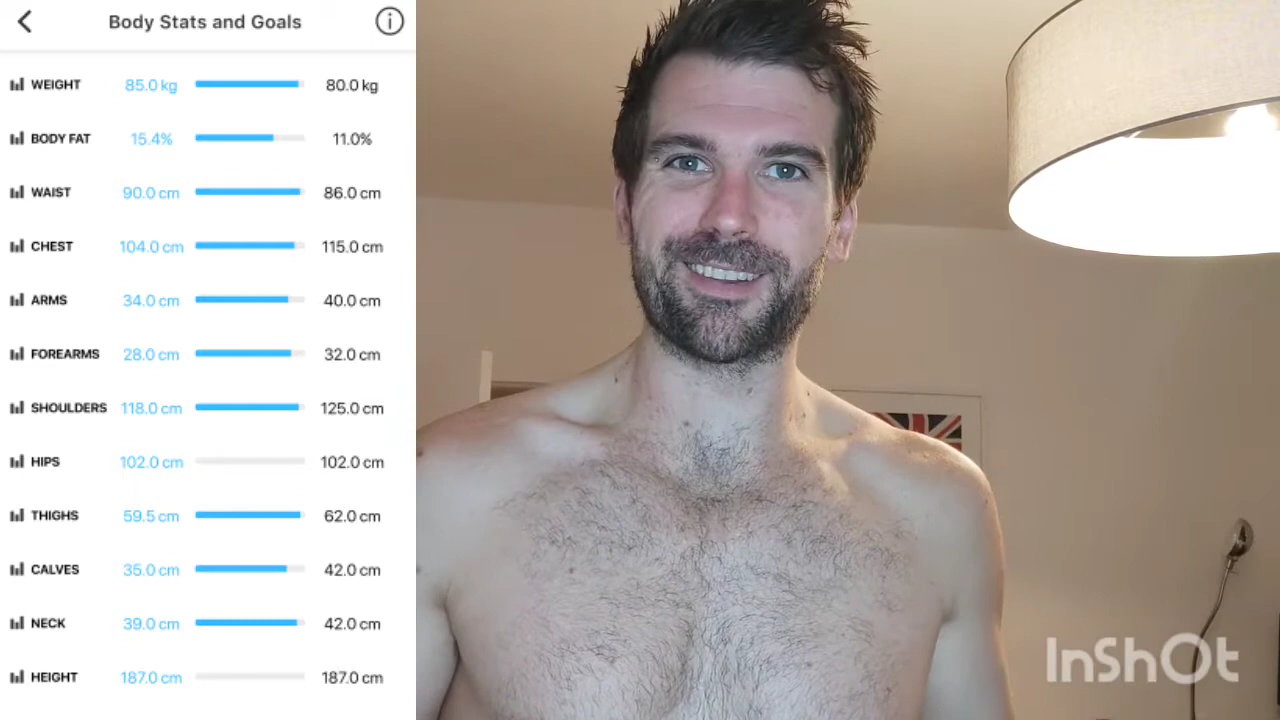 Body Stats and Goals
WEIGHT 85.0 kg 80.0 kg
BODY FAT 15.4% 11.0%
WAIST 90.0 cm 86.0 cm
CHEST 104.0 cm 115.0 cm
ARMS 34.0 cm 40.0 cm
FOREARMS 28.0 cm 32.0 cm
SHOULDERS 118.0 cm 125.0 cm
HIPS 102.0 cm 102.0 cm
THIGHS 59.5 cm 62.0 cm
CALVES 35.0 cm 42.0 cm
NECK 39.0 cm 42.0 cm
HEIGHT 187.0 cm 187.0 cm
InShOt